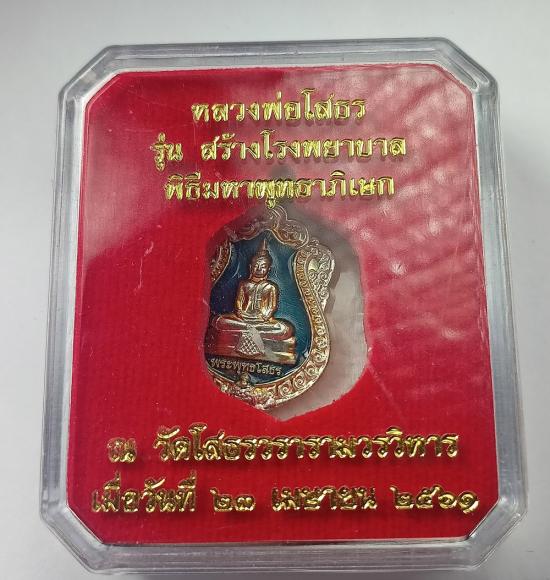 หลวงพ่อโสธร
รุ่น สร้างโรงพยาบาล
พิธีมหาพุทธาภิเษก
พระพุทธโสธร
ณ วัดโสธรวรารามวรวิหาร
เมื่อวันที่ ๒๓ เมษายน ๒๕๖๑